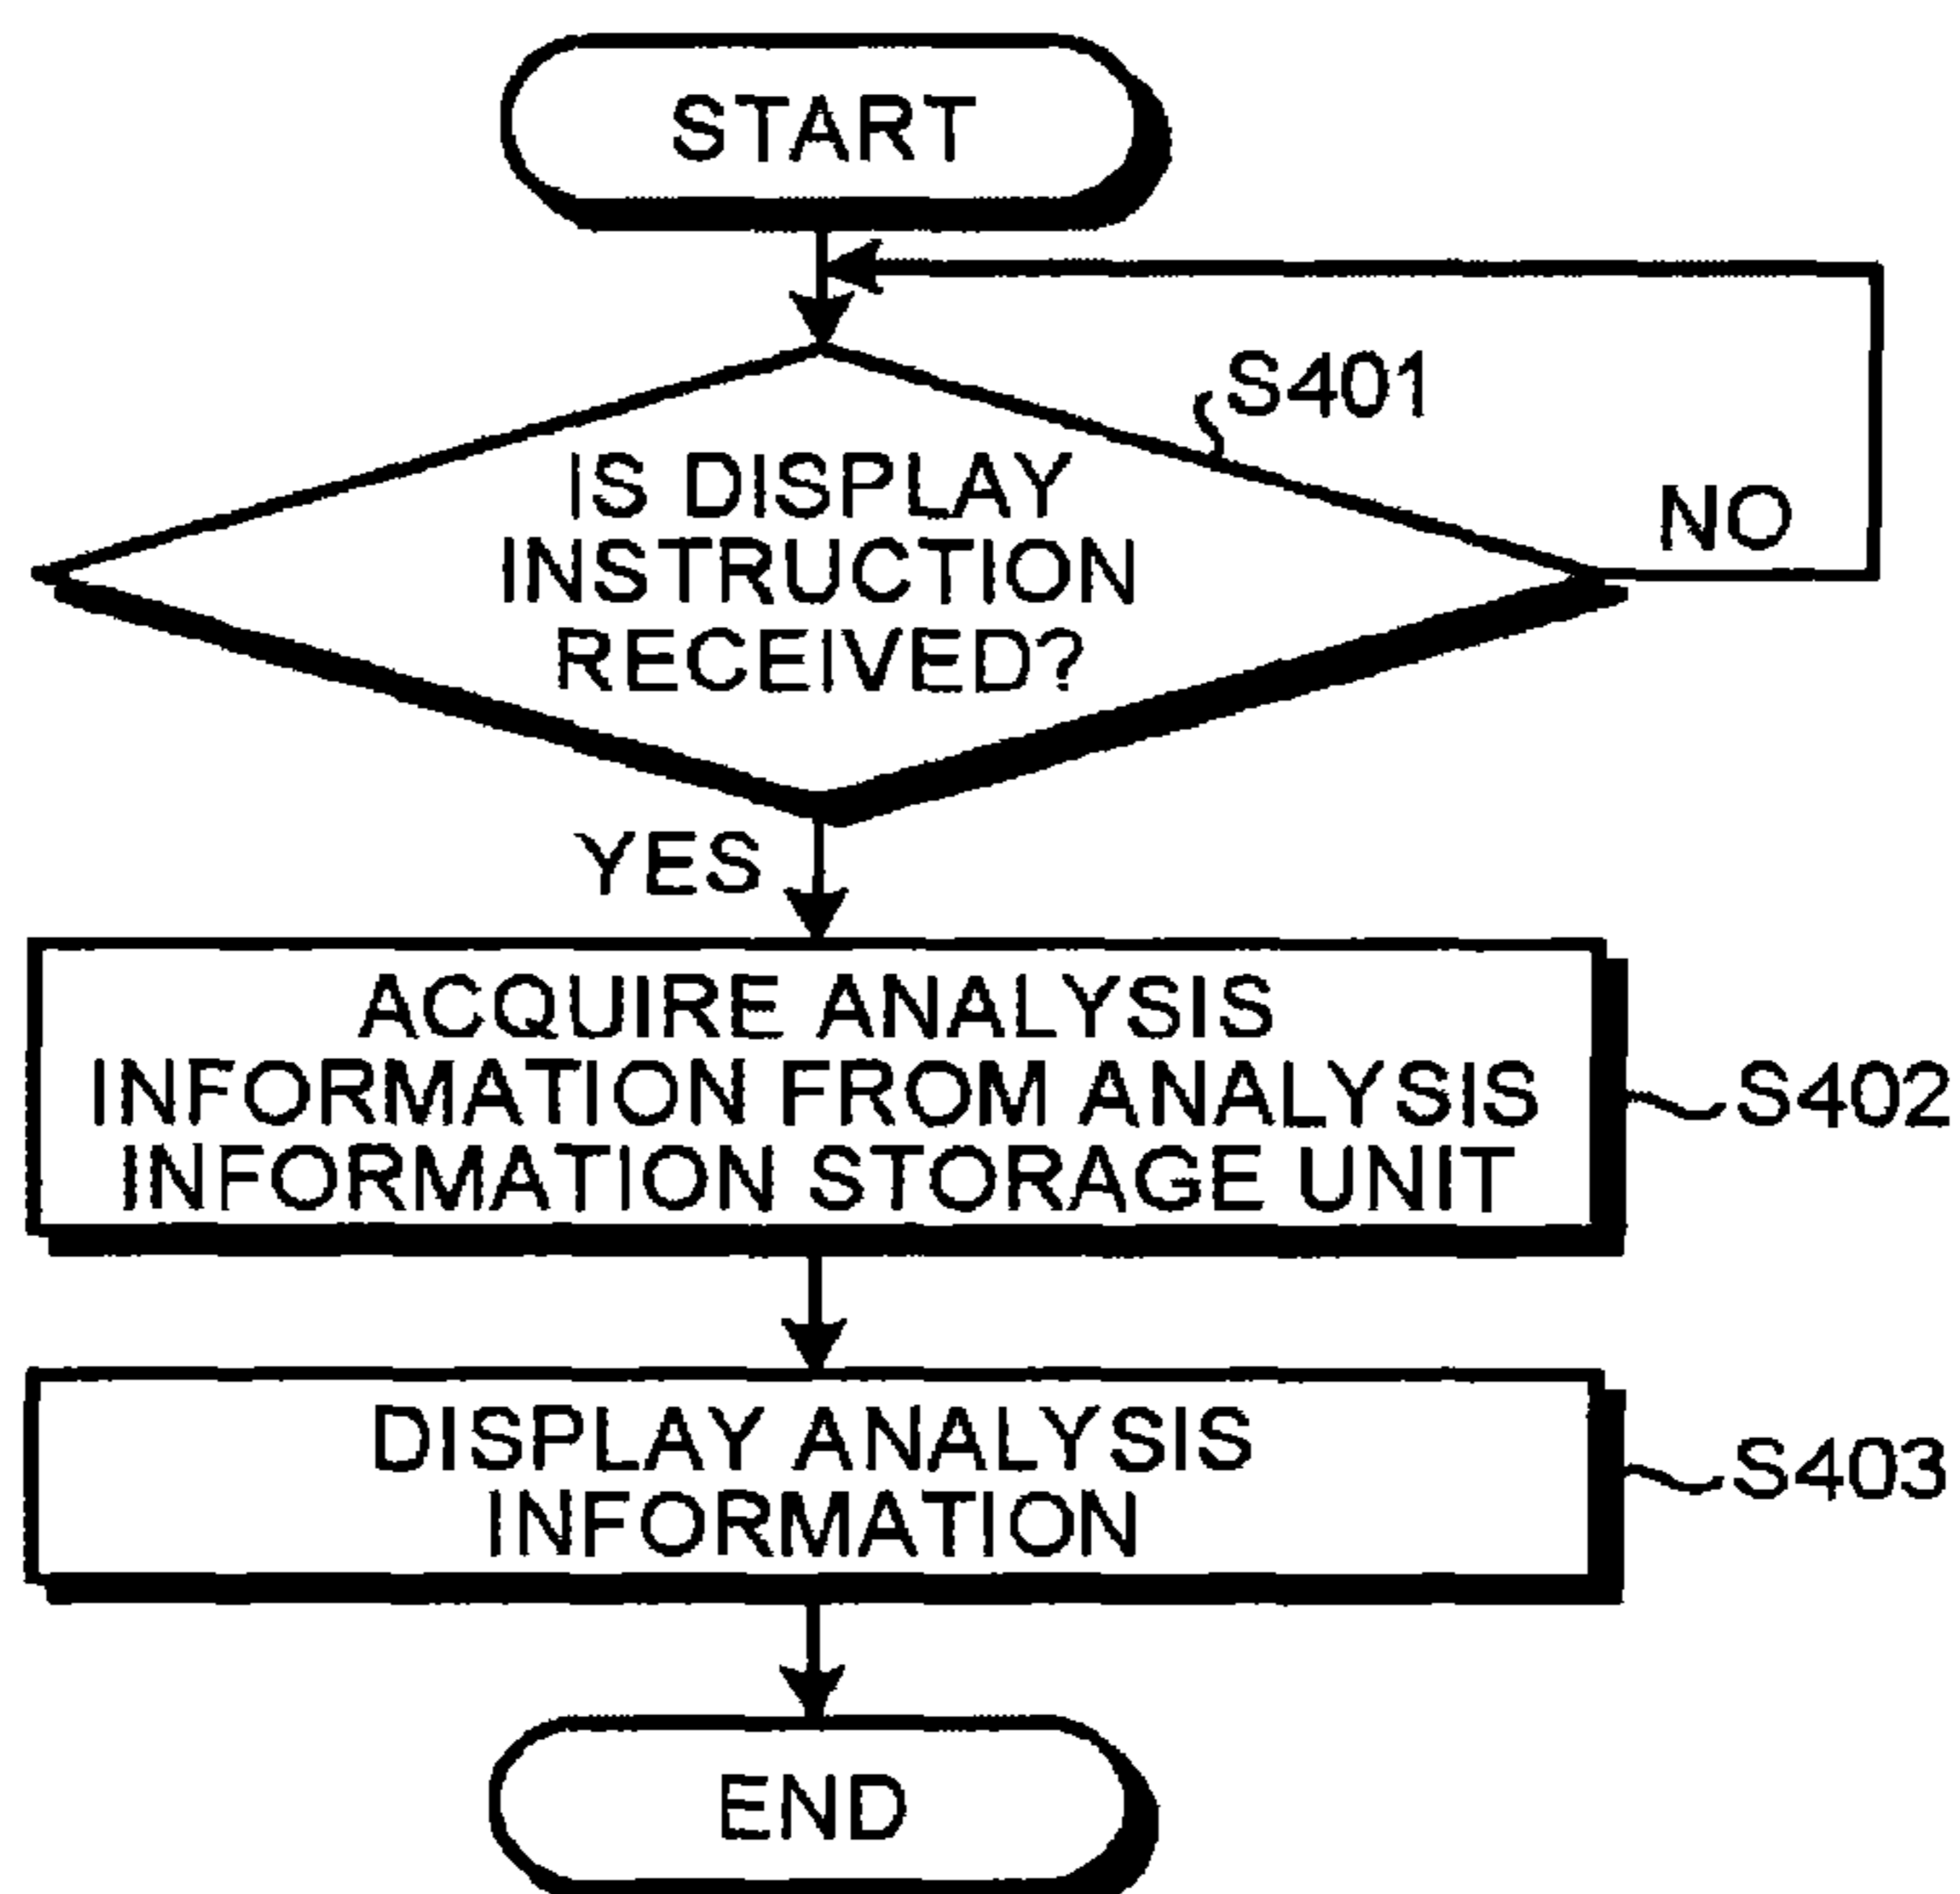 START
S401
IS DISPLAY
INSTRUCTION
RECEIVED?
NO
YES
ACQUIRE ANALYSIS
INFORMATION FROM ANALYSIS
INFORMATION STORAGE UNIT
S402
DISPLAY ANALYSIS
INFORMATION
S403
END